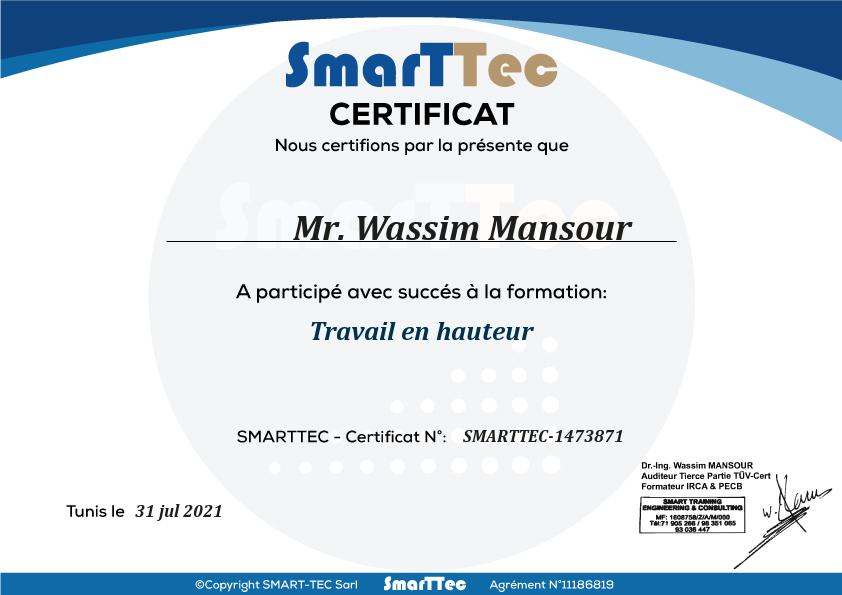 SmarTTec
CERTIFICAT
Nous certifions par la présente que
Mr. Wassim Mansour
A participé avec succés à la formation:
Travail en hauteur
SMARTTEC - Certificat N°: SMARTTEC-1473871
Dr.-Ing. Wassim MANSOUR
Auditeur Tierce Partie TÜV-Cert
Formateur IRCA & PECB
SMART TRAINING
ENGINEERING & CONSULTING
MF: 1608758/Z/A/M/000
Tél:71 905 266 / 98 351 065
93 036 447
Tunis le 31 jul 2021
©Copyright SMART-TEC Sarl SmarTTec Agrément N°11186819